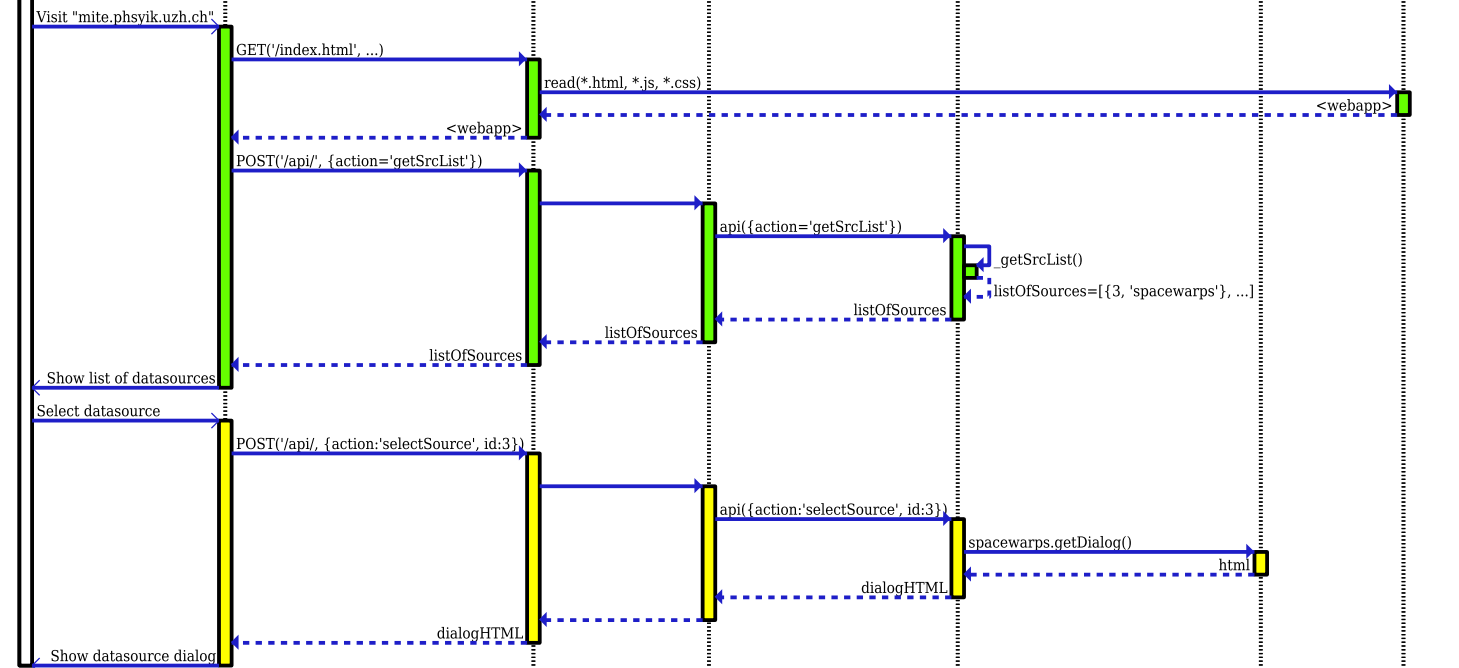 Visit "mite.phsyik.uzh.ch"
GET('/index.html', ...)
read(*.html, *.js, *.css)
<webapp>
<webapp>
POST('/api/', {action='getSrcList'})
api({action='getSrcList'})
_getSrcList()
listOfSources=[{3, 'spacewarps'}, ...]
listOfSources
listOfSources
listOfSources
Show list of datasources
Select datasource
POST('/api/, {action:'selectSource', id:3})
api({action:'selectSource', id:3})
spacewarps.getDialog()
html
dialogHTML
dialogHTML
Show datasource dialog